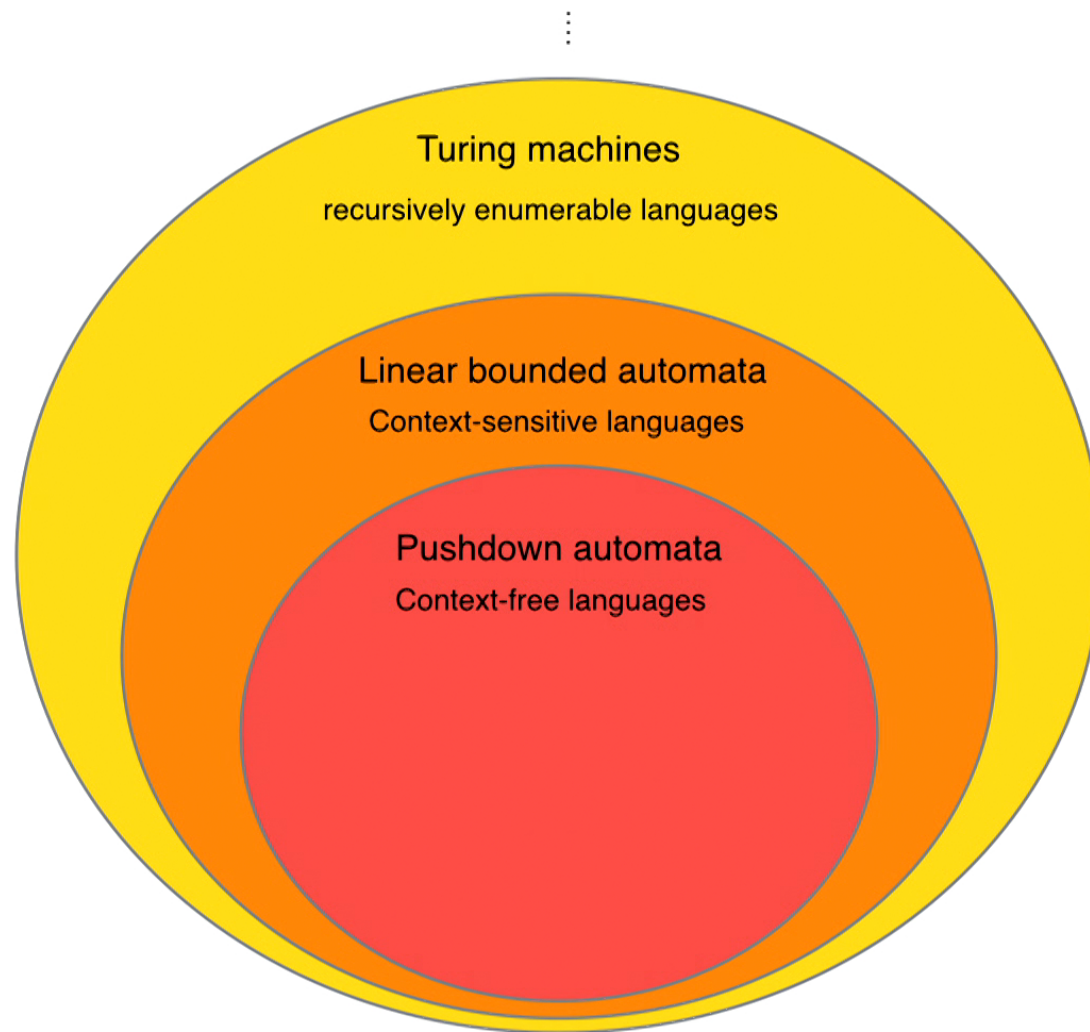 ⋮
Turing machines
recursively enumerable languages
Linear bounded automata
Context-sensitive languages
Pushdown automata
Context-free languages